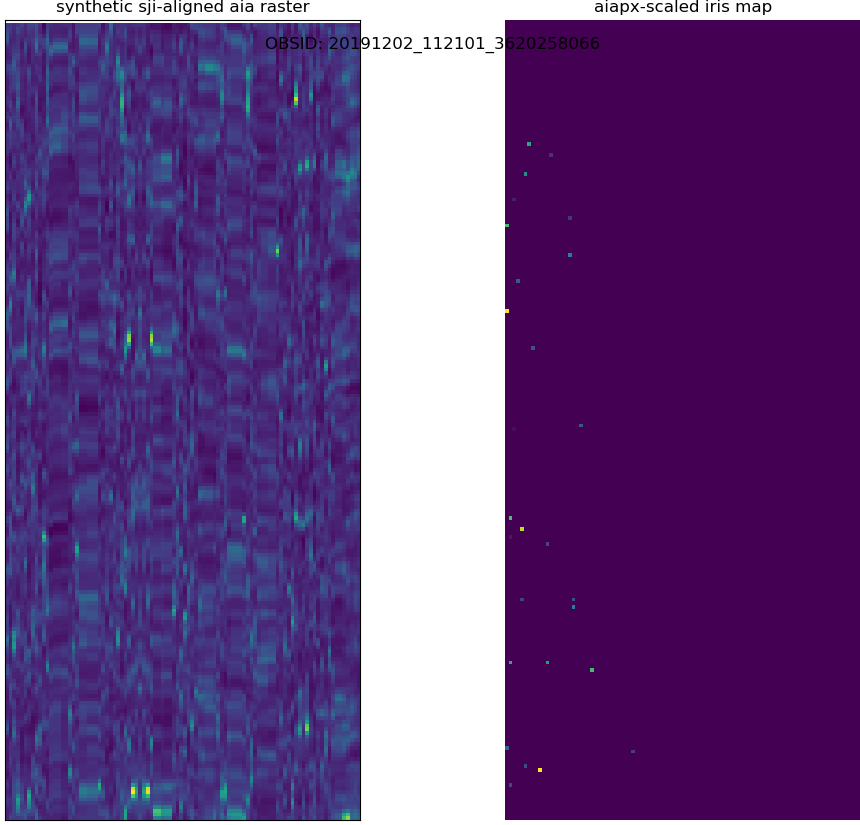 synthetic sji-aligned aia raster
aiapx-scaled iris map
OBSID: 20191202_112101_3620258066